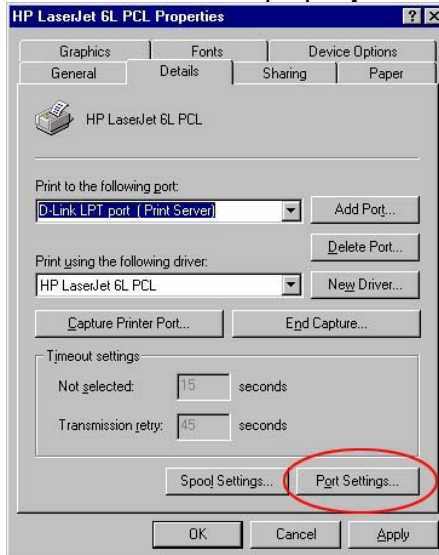 HP LaserJet 6L PCL Properties
Graphics Fonts Device Options
General Details Sharing Paper
HP LaserJet 6L PCL
Print to the following port:
D-Link LPT port ( Print Server) Add Port...
Delete Port...
Print using the following driver:
HP LaserJet 6L PCL New Driver...
Capture Printer Port... End Capture...
Timeout settings
Not selected: 15 seconds
Transmission retry: 45 seconds
Spool Settings... Port Settings...
OK Cancel Apply